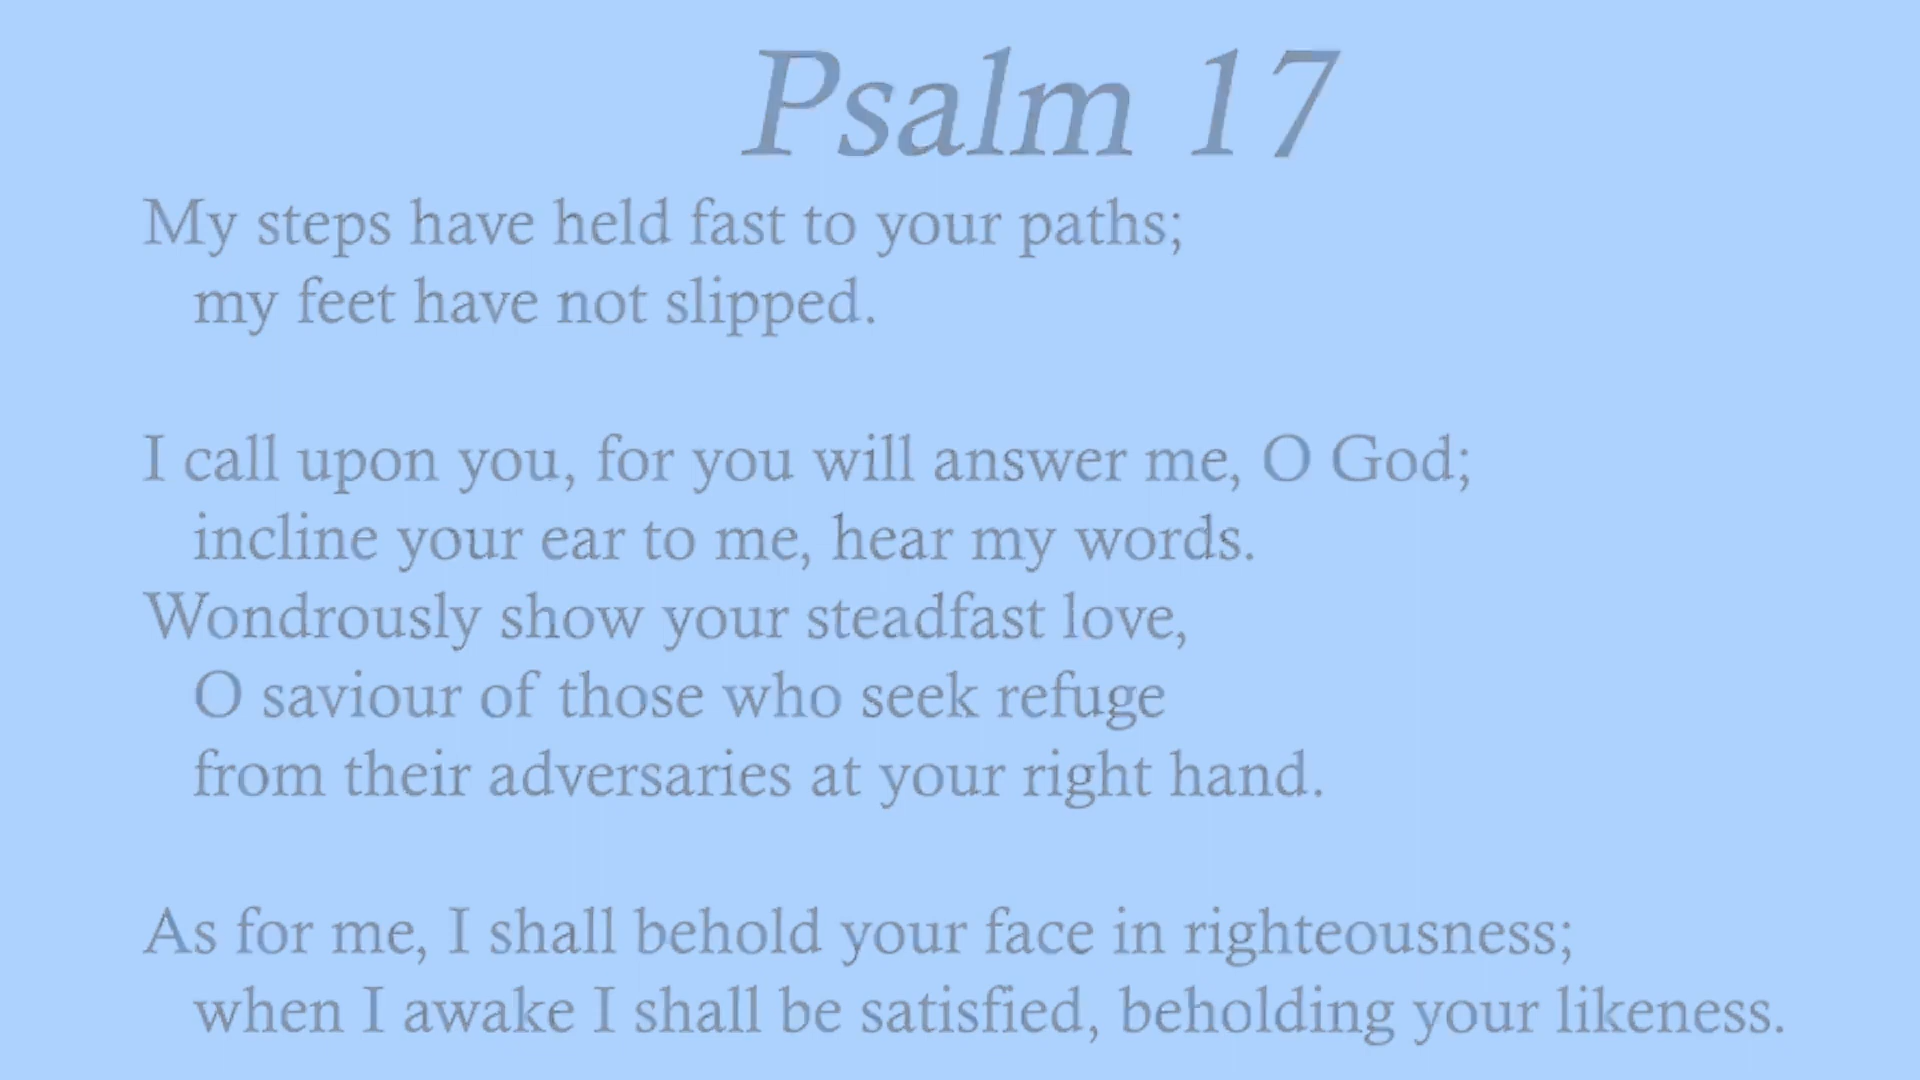 Psalm 17
My steps have held fast to your paths;
my feet have not slipped.
I call upon you, for you will answer me, O God;
incline your ear to me, hear my words.
Wondrously show your steadfast love,
O saviour of those who seek refuge
from their adversaries at your right hand.
As for me, I shall behold your face in righteousness;
when I awake I shall be satisfied, beholding your likeness.